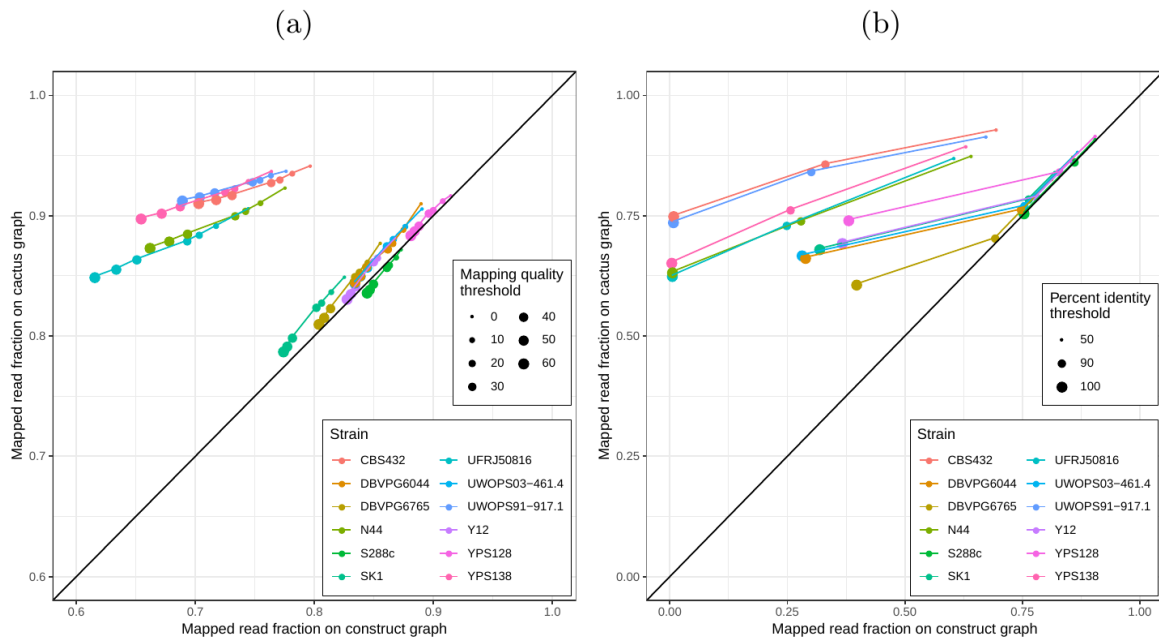 (a)
(b)
Mapped read fraction on cactus graph
1.0
0.9
0.8
0.7
0.6
0.6
0.7
0.8
0.9
1.0
Mapped read fraction on construct graph
Mapping quality
threshold
0
40
10
50
20
60
30
Strain
CBS432
UFRJ50816
DBVPG6044
UWOPS03−461.4
DBVPG6765
UWOPS91−917.1
N44
Y12
S288c
YPS128
SK1
YPS138
Mapped read fraction on cactus graph
1.00
0.75
0.50
0.25
0.00
0.00
0.25
0.50
0.75
1.00
Mapped read fraction on construct graph
Percent identity
threshold
50
90
100
Strain
CBS432
UFRJ50816
DBVPG6044
UWOPS03−461.4
DBVPG6765
UWOPS91−917.1
N44
Y12
S288c
YPS128
SK1
YPS138